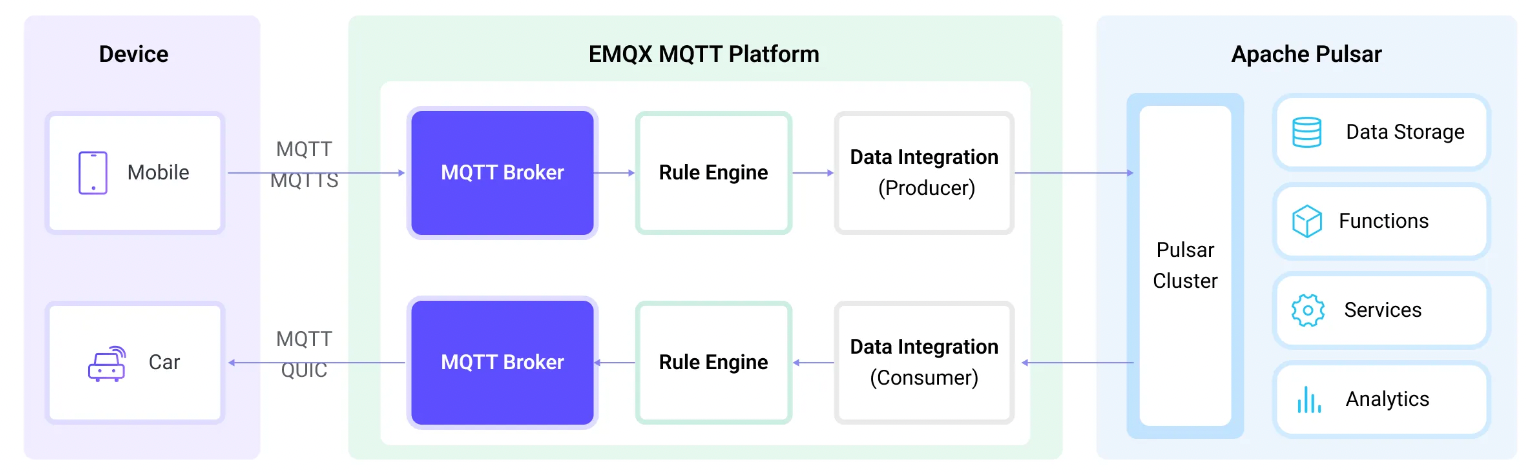 Device
EMQX MQTT Platform
Apache Pulsar
Mobile
MQTT
MQTTS
MQTT Broker
Rule Engine
Data Integration
(Producer)
Car
MQTT
QUIC
MQTT Broker
Rule Engine
Data Integration
(Consumer)
Pulsar
Cluster
Data Storage
Functions
Services
Analytics